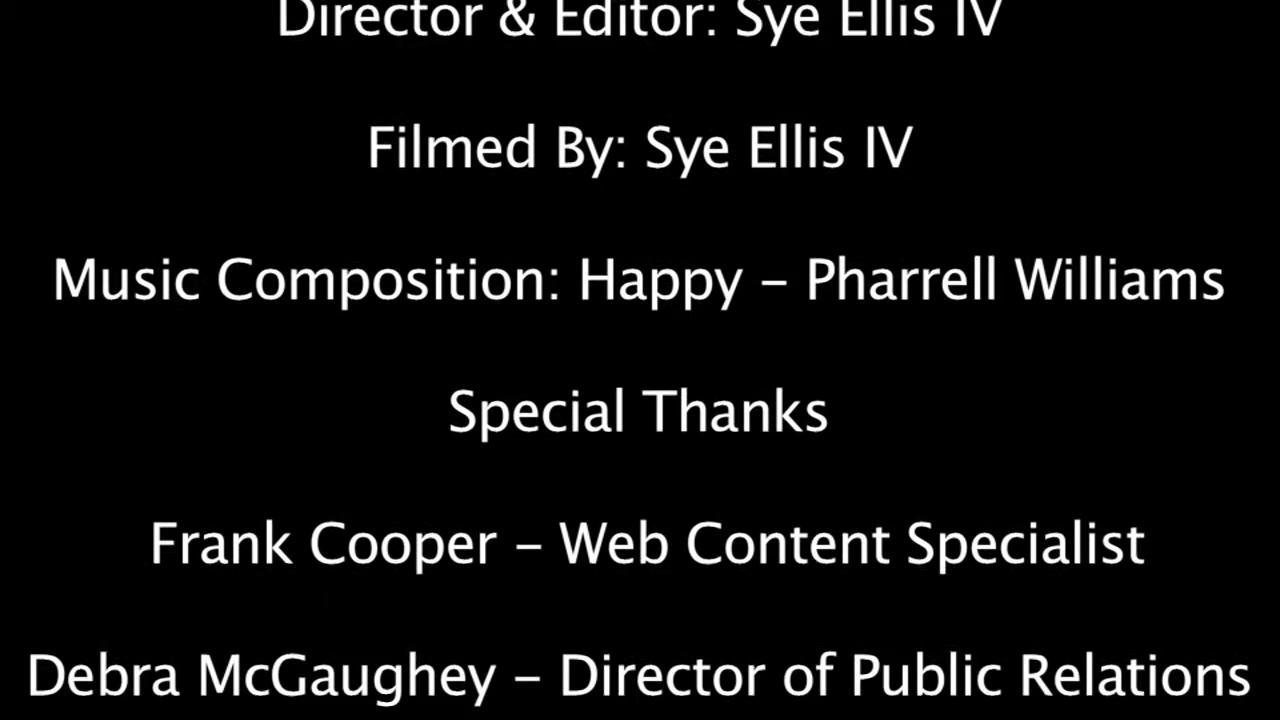 Director & Editor: Sye Ellis IV
Filmed By: Sye Ellis IV
Music Composition: Happy – Pharrell Williams
Special Thanks
Frank Cooper – Web Content Specialist
Debra McGaughey – Director of Public Relations